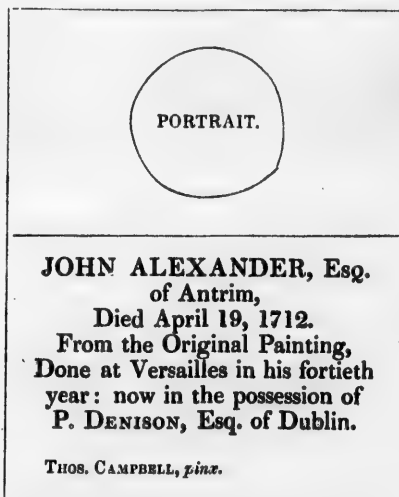 PORTRAIT.
JOHN ALEXANDER, Esq.
of Antrim,
Died April 19, 1712.
From the Original Painting,
Done at Versailles in his fortieth
year: now in the possession of
P. DENISON, Esq. of Dublin.
THOS. CAMPBELL, pinx.